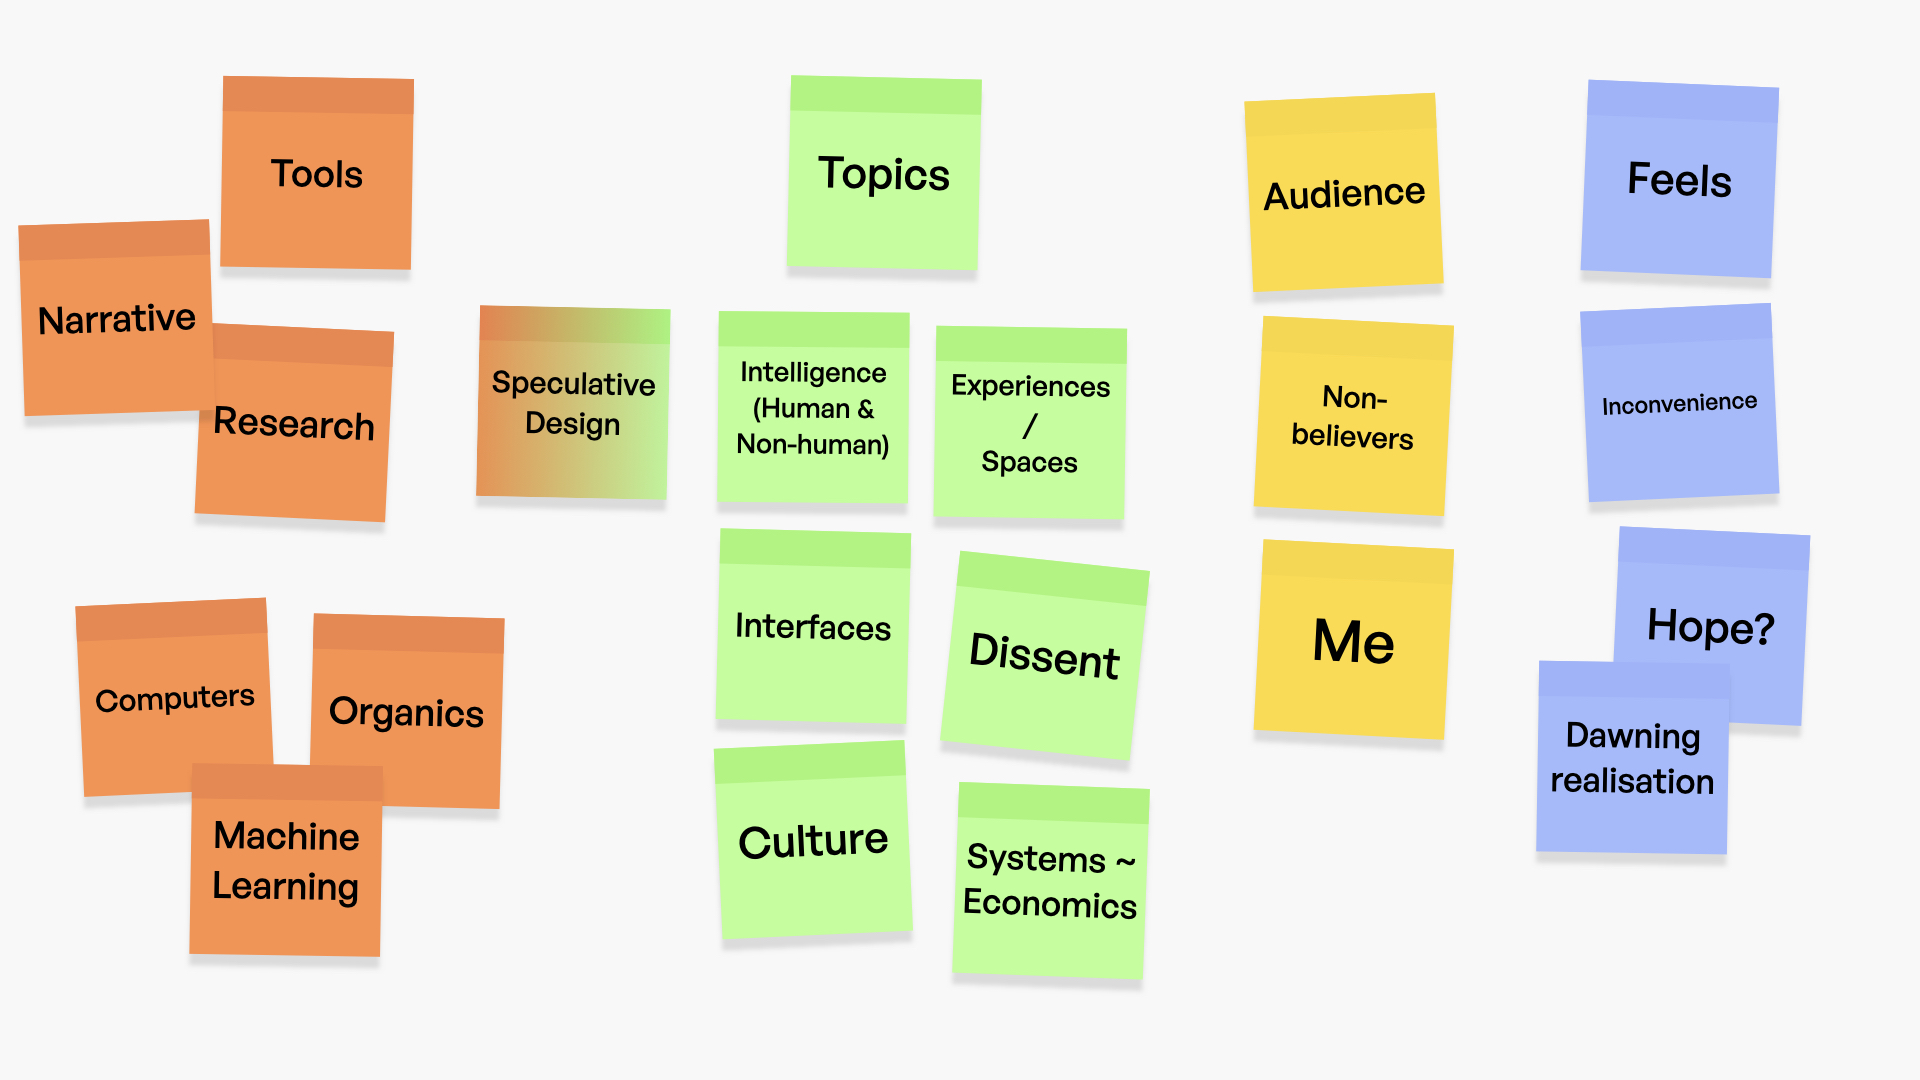 Tools
Narrative
Research
Computers
Organics
Machine
Learning
Speculative
Design
Topics
Intelligence
(Human &
Non-human)
Experiences
/
Spaces
Interfaces
Dissent
Culture
Systems ~
Economics
Audience
Non-
believers
Me
Feels
Inconvenience
Hope?
Dawning
realisation